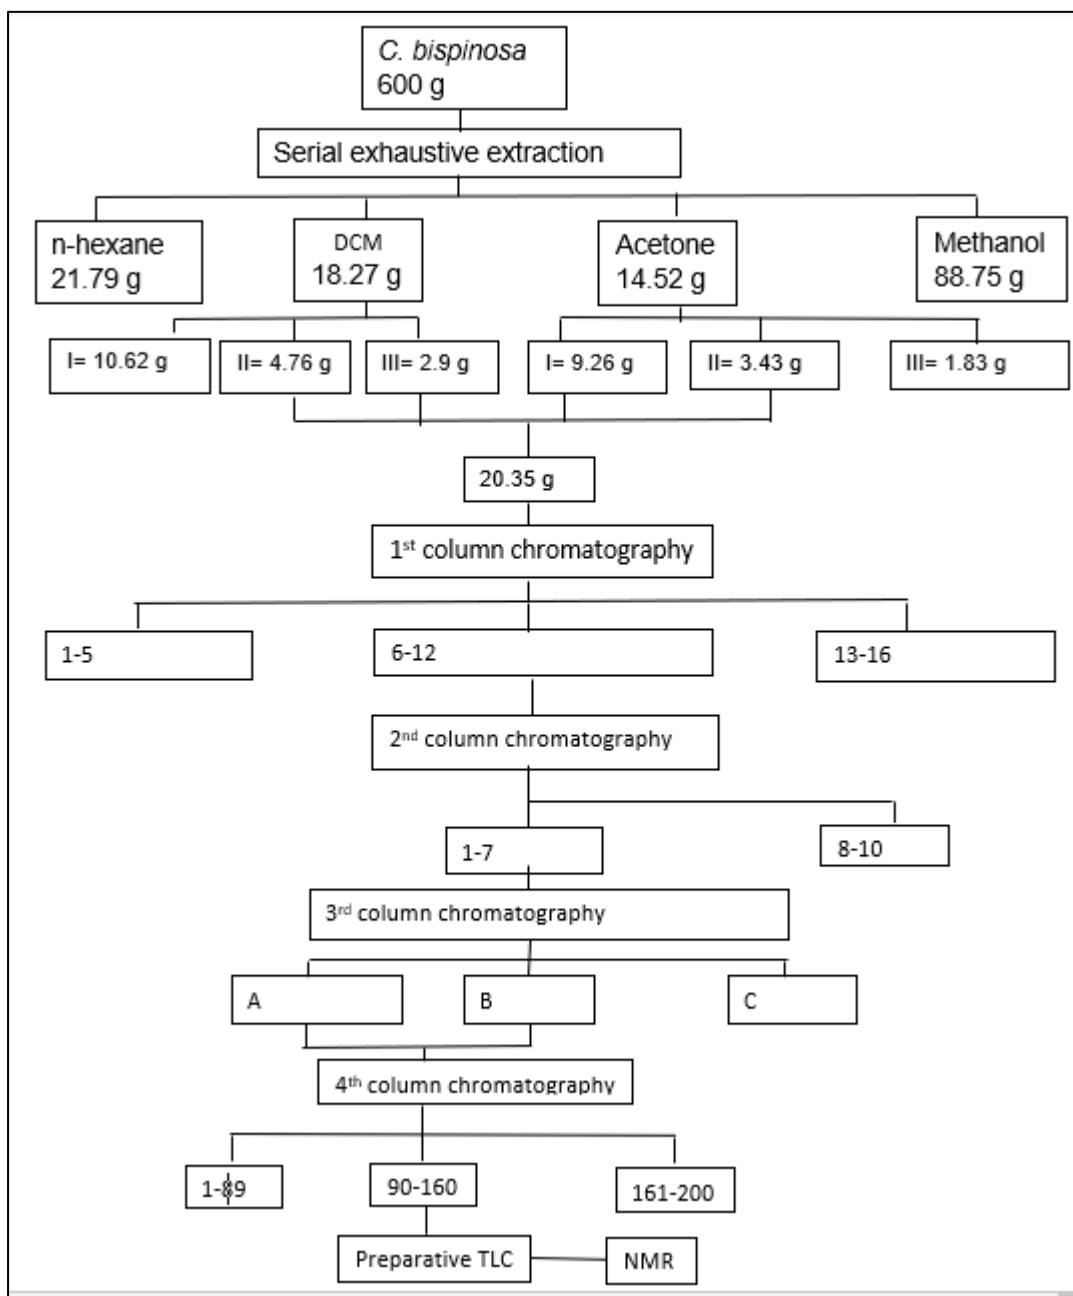 C. bispinosa
600 g
Serial exhaustive extraction
n-hexane
21.79 g
DCM
18.27 g
Acetone
14.52 g
Methanol
88.75 g
I= 10.62 g
II= 4.76 g
III= 2.9 g
I= 9.26 g
II= 3.43 g
III= 1.83 g
20.35 g
1st column chromatography
1-5
6-12
13-16
2nd column chromatography
1-7
8-10
3rd column chromatography
A
B
C
4th column chromatography
1-89
90-160
161-200
Preparative TLC
NMR